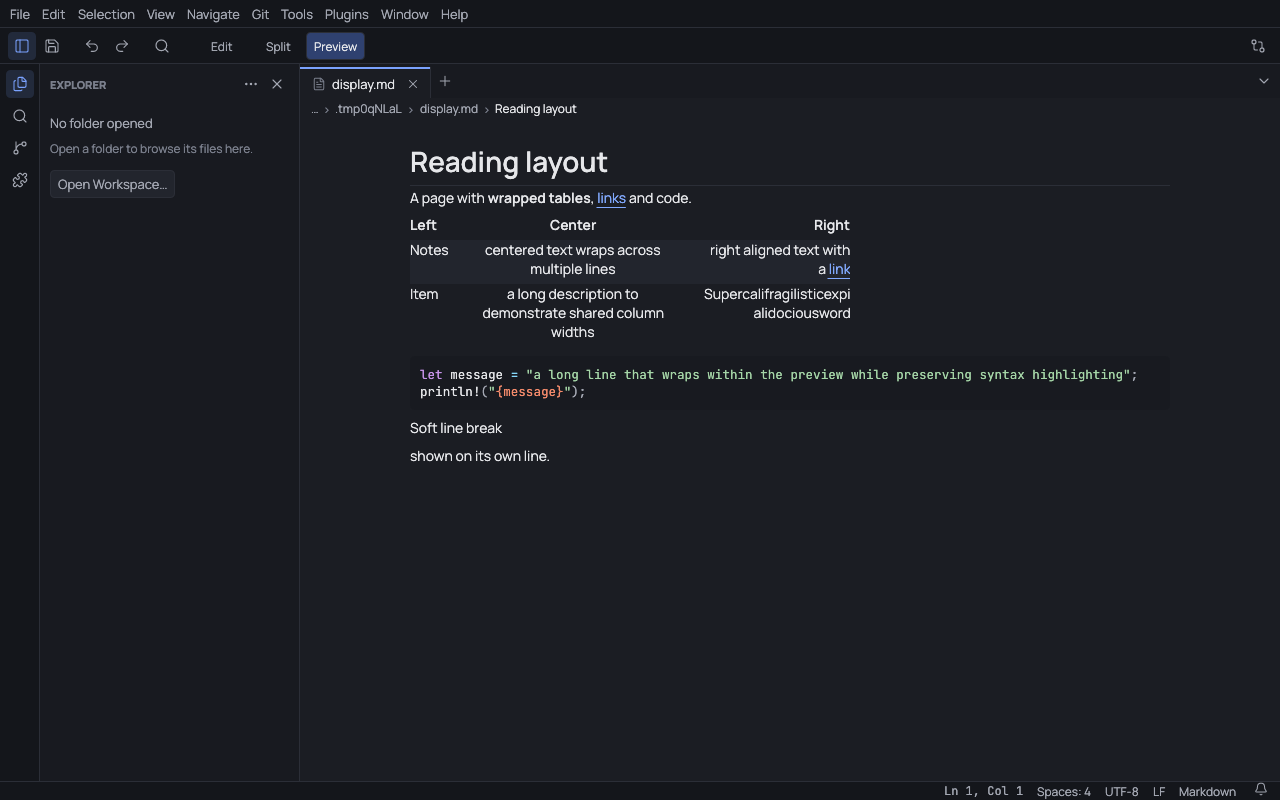 File Edit Selection View Navigate Git Tools Plugins Window Help
Edit Split Preview
EXPLORER
No folder opened
Open a folder to browse its files here.
Open Workspace...
display.md
… › .tmp0qNLaL › display.md › Reading layout
Reading layout
A page with wrapped tables, links and code.
Left Center Right
Notes centered text wraps across right aligned text with
multiple lines a link
Item a long description to Supercalifragilisticexpi
demonstrate shared column alidociousword
widths
let message = "a long line that wraps within the preview while preserving syntax highlighting";
println!("{message}");
Soft line break
shown on its own line.
Ln 1, Col 1 Spaces: 4 UTF-8 LF Markdown